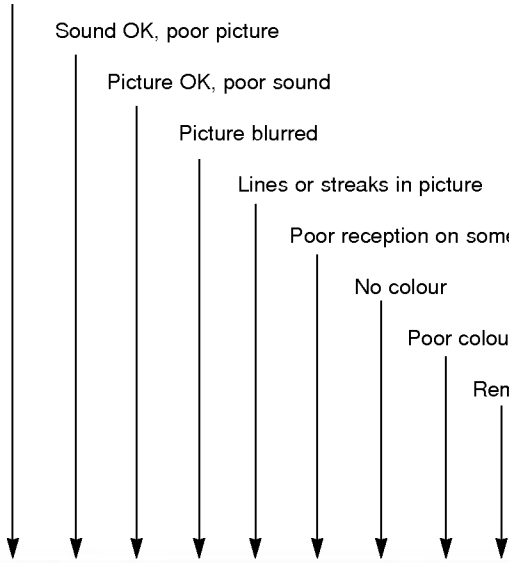 Sound OK, poor picture
Picture OK, poor sound
Picture blurred
Lines or streaks in picture
Poor reception on some
No colour
Poor colou
Rem